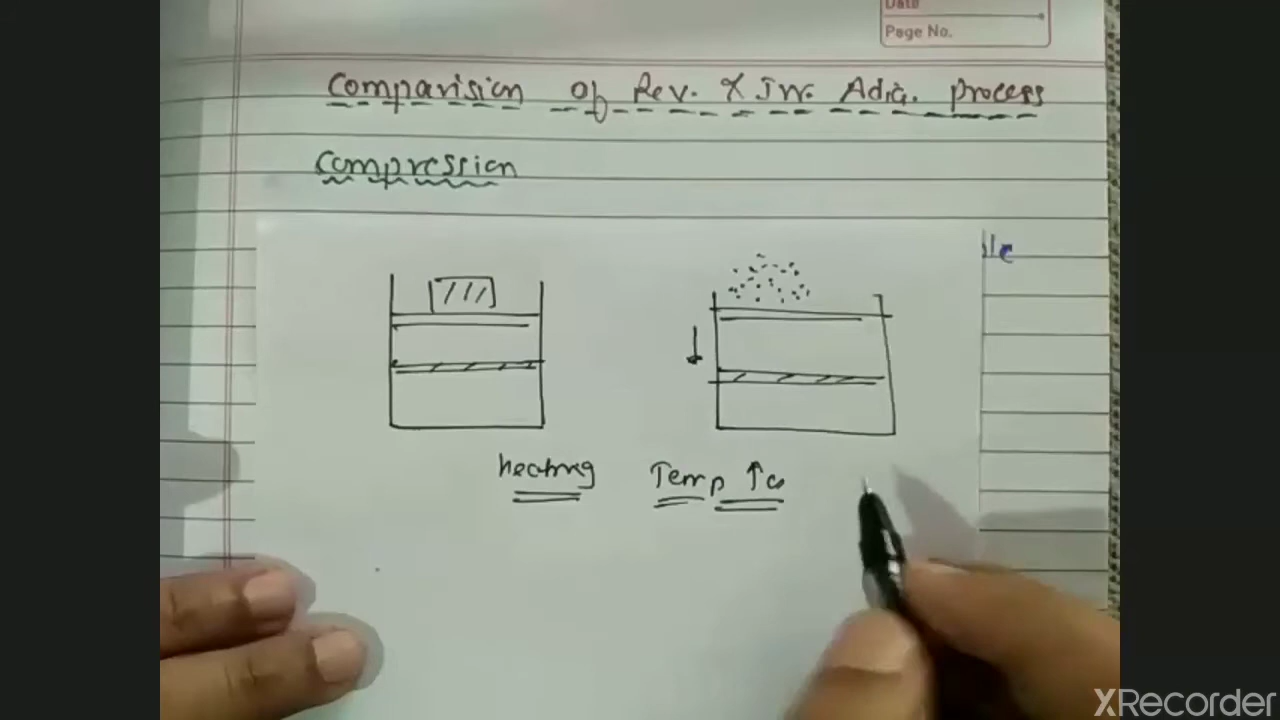 Date
Page No.
Comparision of Rev. & Irr. Adia. process
Compression
heating Temp ↑
XRecorder